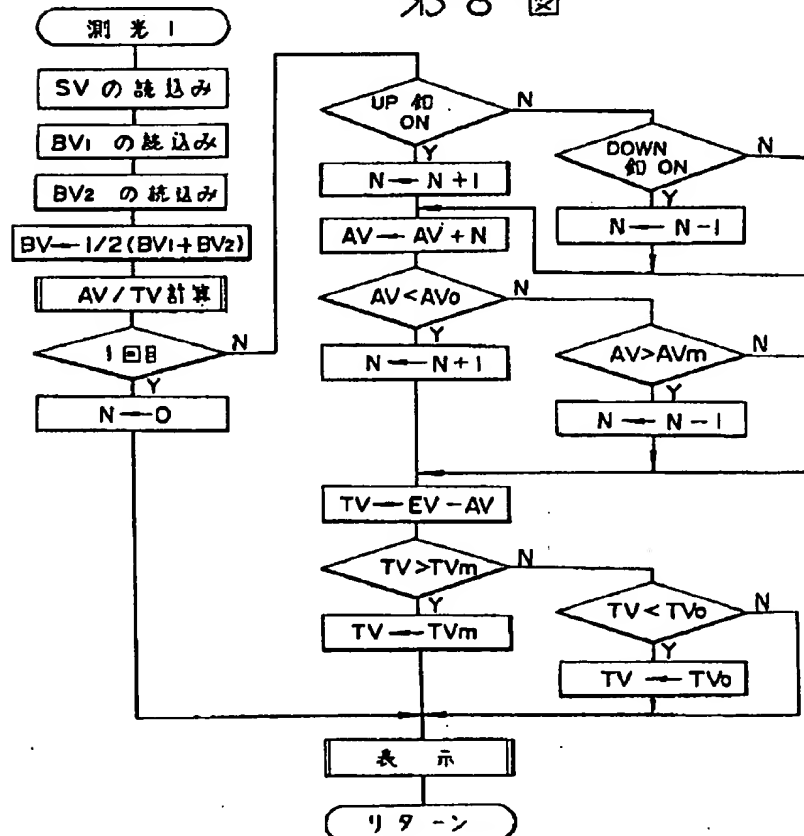 第8図
測光1
SVの読込み
BV1の読込み
BV2の読込み
BV←1/2(BV1+BV2)
AV/TV計算
1回目
N
Y
N←0
UP釦
ON
N
Y
N←N+1
DOWN
釦ON
N
Y
N←N-1
AV←AV+N
AV<AVo
N
Y
N←N+1
AV>AVm
N
Y
N←N-1
TV←EV-AV
TV>TVm
N
Y
TV←TVm
TV<TVo
N
Y
TV←TVo
表示
リターン